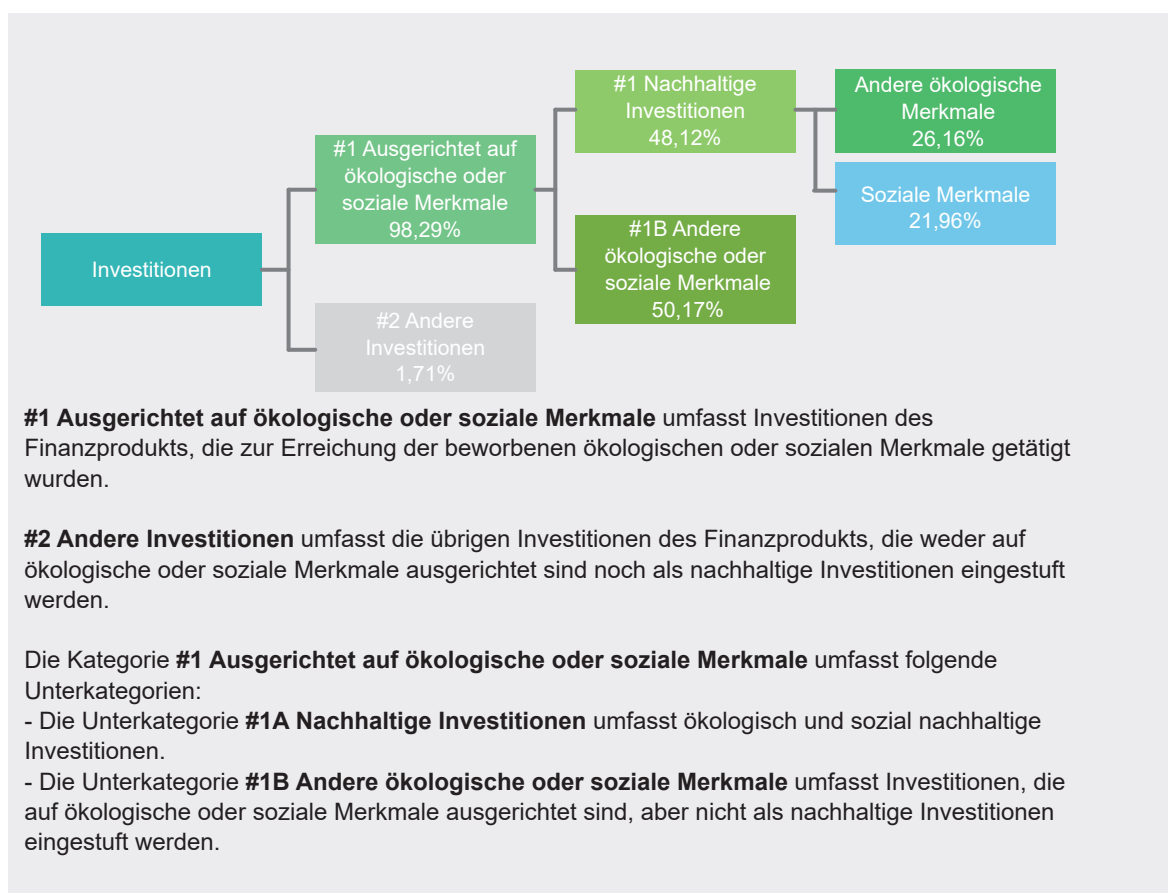 Investitionen
#1 Ausgerichtet auf
ökologische oder
soziale Merkmale
98,29%
#2 Andere
Investitionen
1,71%
#1 Nachhaltige
Investitionen
48,12%
#1B Andere
ökologische oder
soziale Merkmale
50,17%
Andere ökologische
Merkmale
26,16%
Soziale Merkmale
21,96%
#1 Ausgerichtet auf ökologische oder soziale Merkmale umfasst Investitionen des
Finanzprodukts, die zur Erreichung der beworbenen ökologischen oder sozialen Merkmale getätigt
wurden.
#2 Andere Investitionen umfasst die übrigen Investitionen des Finanzprodukts, die weder auf
ökologische oder soziale Merkmale ausgerichtet sind noch als nachhaltige Investitionen eingestuft
werden.
Die Kategorie #1 Ausgerichtet auf ökologische oder soziale Merkmale umfasst folgende
Unterkategorien:
- Die Unterkategorie #1A Nachhaltige Investitionen umfasst ökologisch und sozial nachhaltige
Investitionen.
- Die Unterkategorie #1B Andere ökologische oder soziale Merkmale umfasst Investitionen, die
auf ökologische oder soziale Merkmale ausgerichtet sind, aber nicht als nachhaltige Investitionen
eingestuft werden.